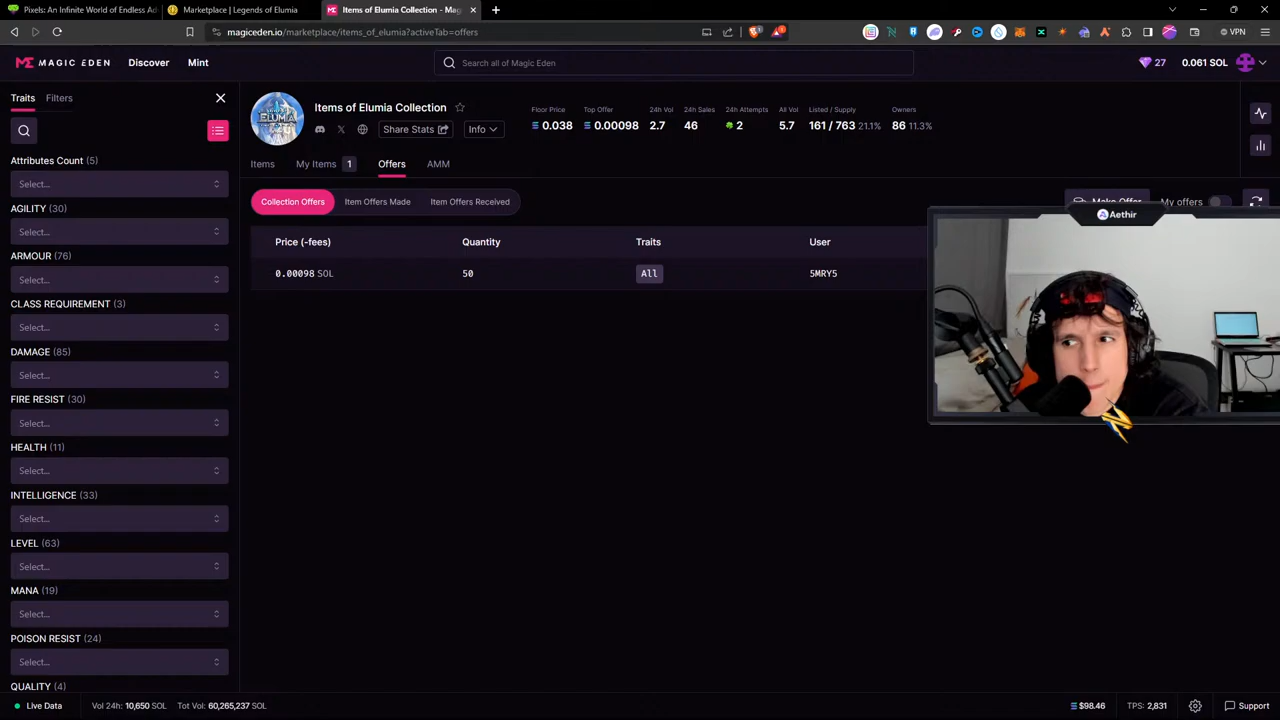 Pixels: An Infinite World of Endless Ad
Marketplace | Legends of Elumia
Items of Elumia Collection - Mag
magiceden.io/marketplace/items_of_elumia?activeTab=offers
VPN
MAGIC EDEN
Discover
Mint
Search all of Magic Eden
27
0.061 SOL
Traits
Filters
Items of Elumia Collection
Share Stats
Info
Floor Price
0.038
Top Offer
0.00098
24h Vol
2.7
24h Sales
46
24h Attempts
2
All Vol
5.7
Listed / Supply
161 / 763 21.1%
Owners
86 11.3%
Items
My Items 1
Offers
AMM
Collection Offers
Item Offers Made
Item Offers Received
Make Offer
My offers
Price (-fees)
Quantity
Traits
User
0.00098 SOL
50
All
5MRY5
Aethir
Attributes Count (5)
Select...
AGILITY (30)
Select...
ARMOUR (76)
Select...
CLASS REQUIREMENT (3)
Select...
DAMAGE (85)
Select...
FIRE RESIST (30)
Select...
HEALTH (11)
Select...
INTELLIGENCE (33)
Select...
LEVEL (63)
Select...
MANA (19)
Select...
POISON RESIST (24)
Select...
QUALITY (4)
Live Data
Vol 24h: 10,650 SOL
Tot Vol: 60,265,237 SOL
$98.46
TPS: 2,831
Support